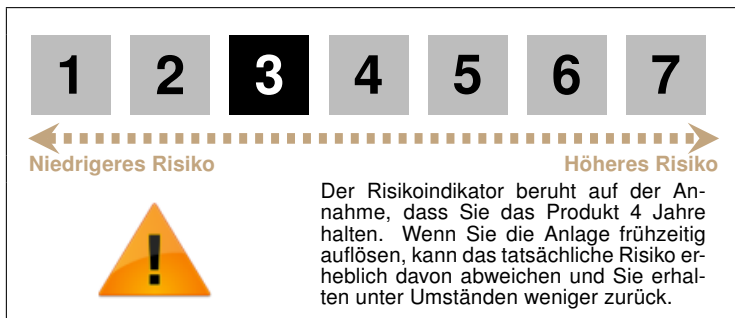 1 2 3 4 5 6 7
Niedrigeres Risiko Höheres Risiko
!
Der Risikoindikator beruht auf der An-
nahme, dass Sie das Produkt 4 Jahre
halten. Wenn Sie die Anlage frühzeitig
auflösen, kann das tatsächliche Risiko er-
heblich davon abweichen und Sie erhal-
ten unter Umständen weniger zurück.